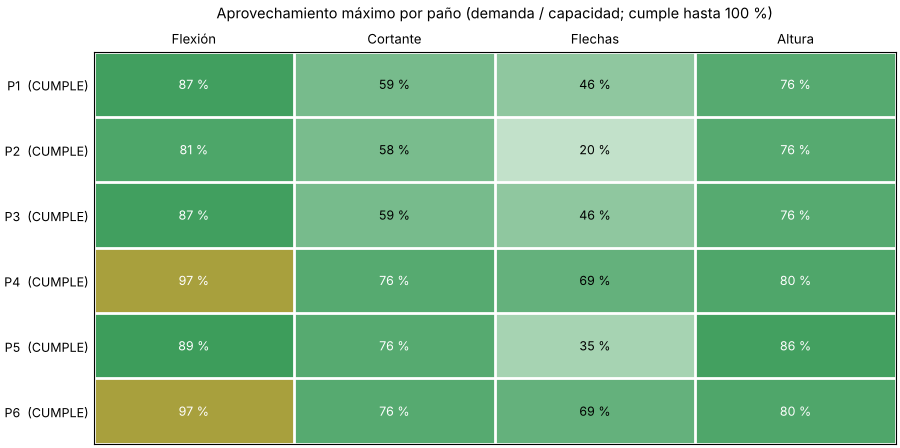 Aprovechamiento máximo por paño (demanda / capacidad; cumple hasta 100 %)
Flexión Cortante Flechas Altura
P1 (CUMPLE) 87 % 59 % 46 % 76 %
P2 (CUMPLE) 81 % 58 % 20 % 76 %
P3 (CUMPLE) 87 % 59 % 46 % 76 %
P4 (CUMPLE) 97 % 76 % 69 % 80 %
P5 (CUMPLE) 89 % 76 % 35 % 86 %
P6 (CUMPLE) 97 % 76 % 69 % 80 %